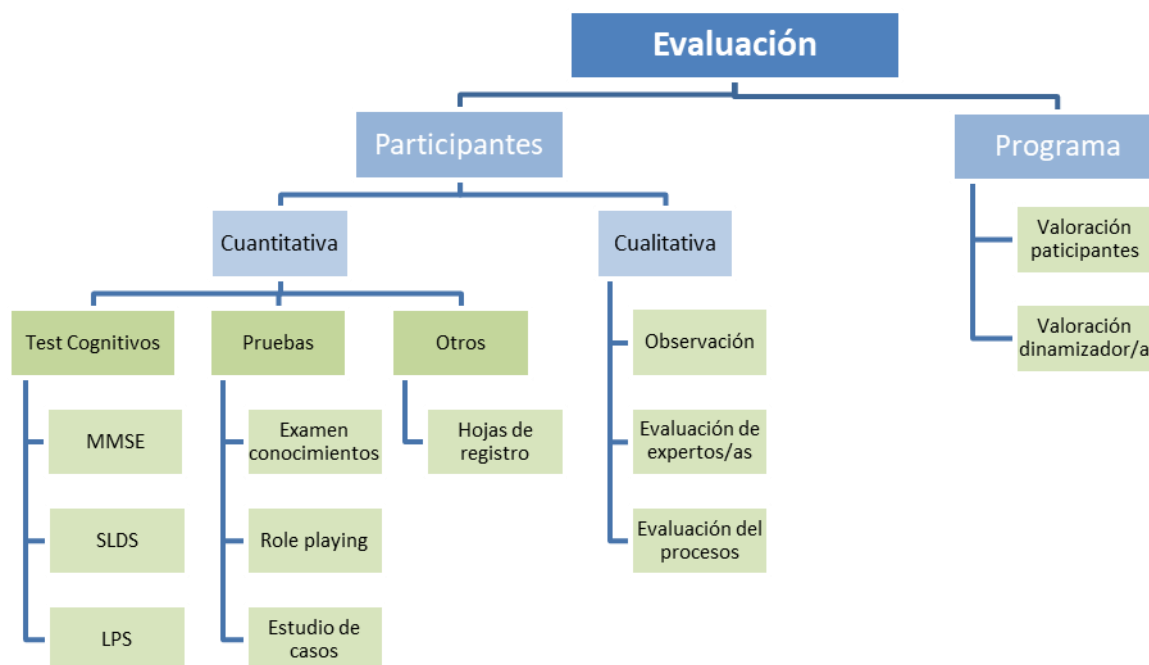 Evaluación
Participantes
Programa
Cuantitativa
Cualitativa
Valoración
paticipantes
Valoración
dinamizador/a
Test Cognitivos
Pruebas
Otros
Observación
MMSE
Examen
conocimientos
Hojas de
registro
Evaluación de
expertos/as
SLDS
Role playing
Evaluación del
procesos
LPS
Estudio de
casos